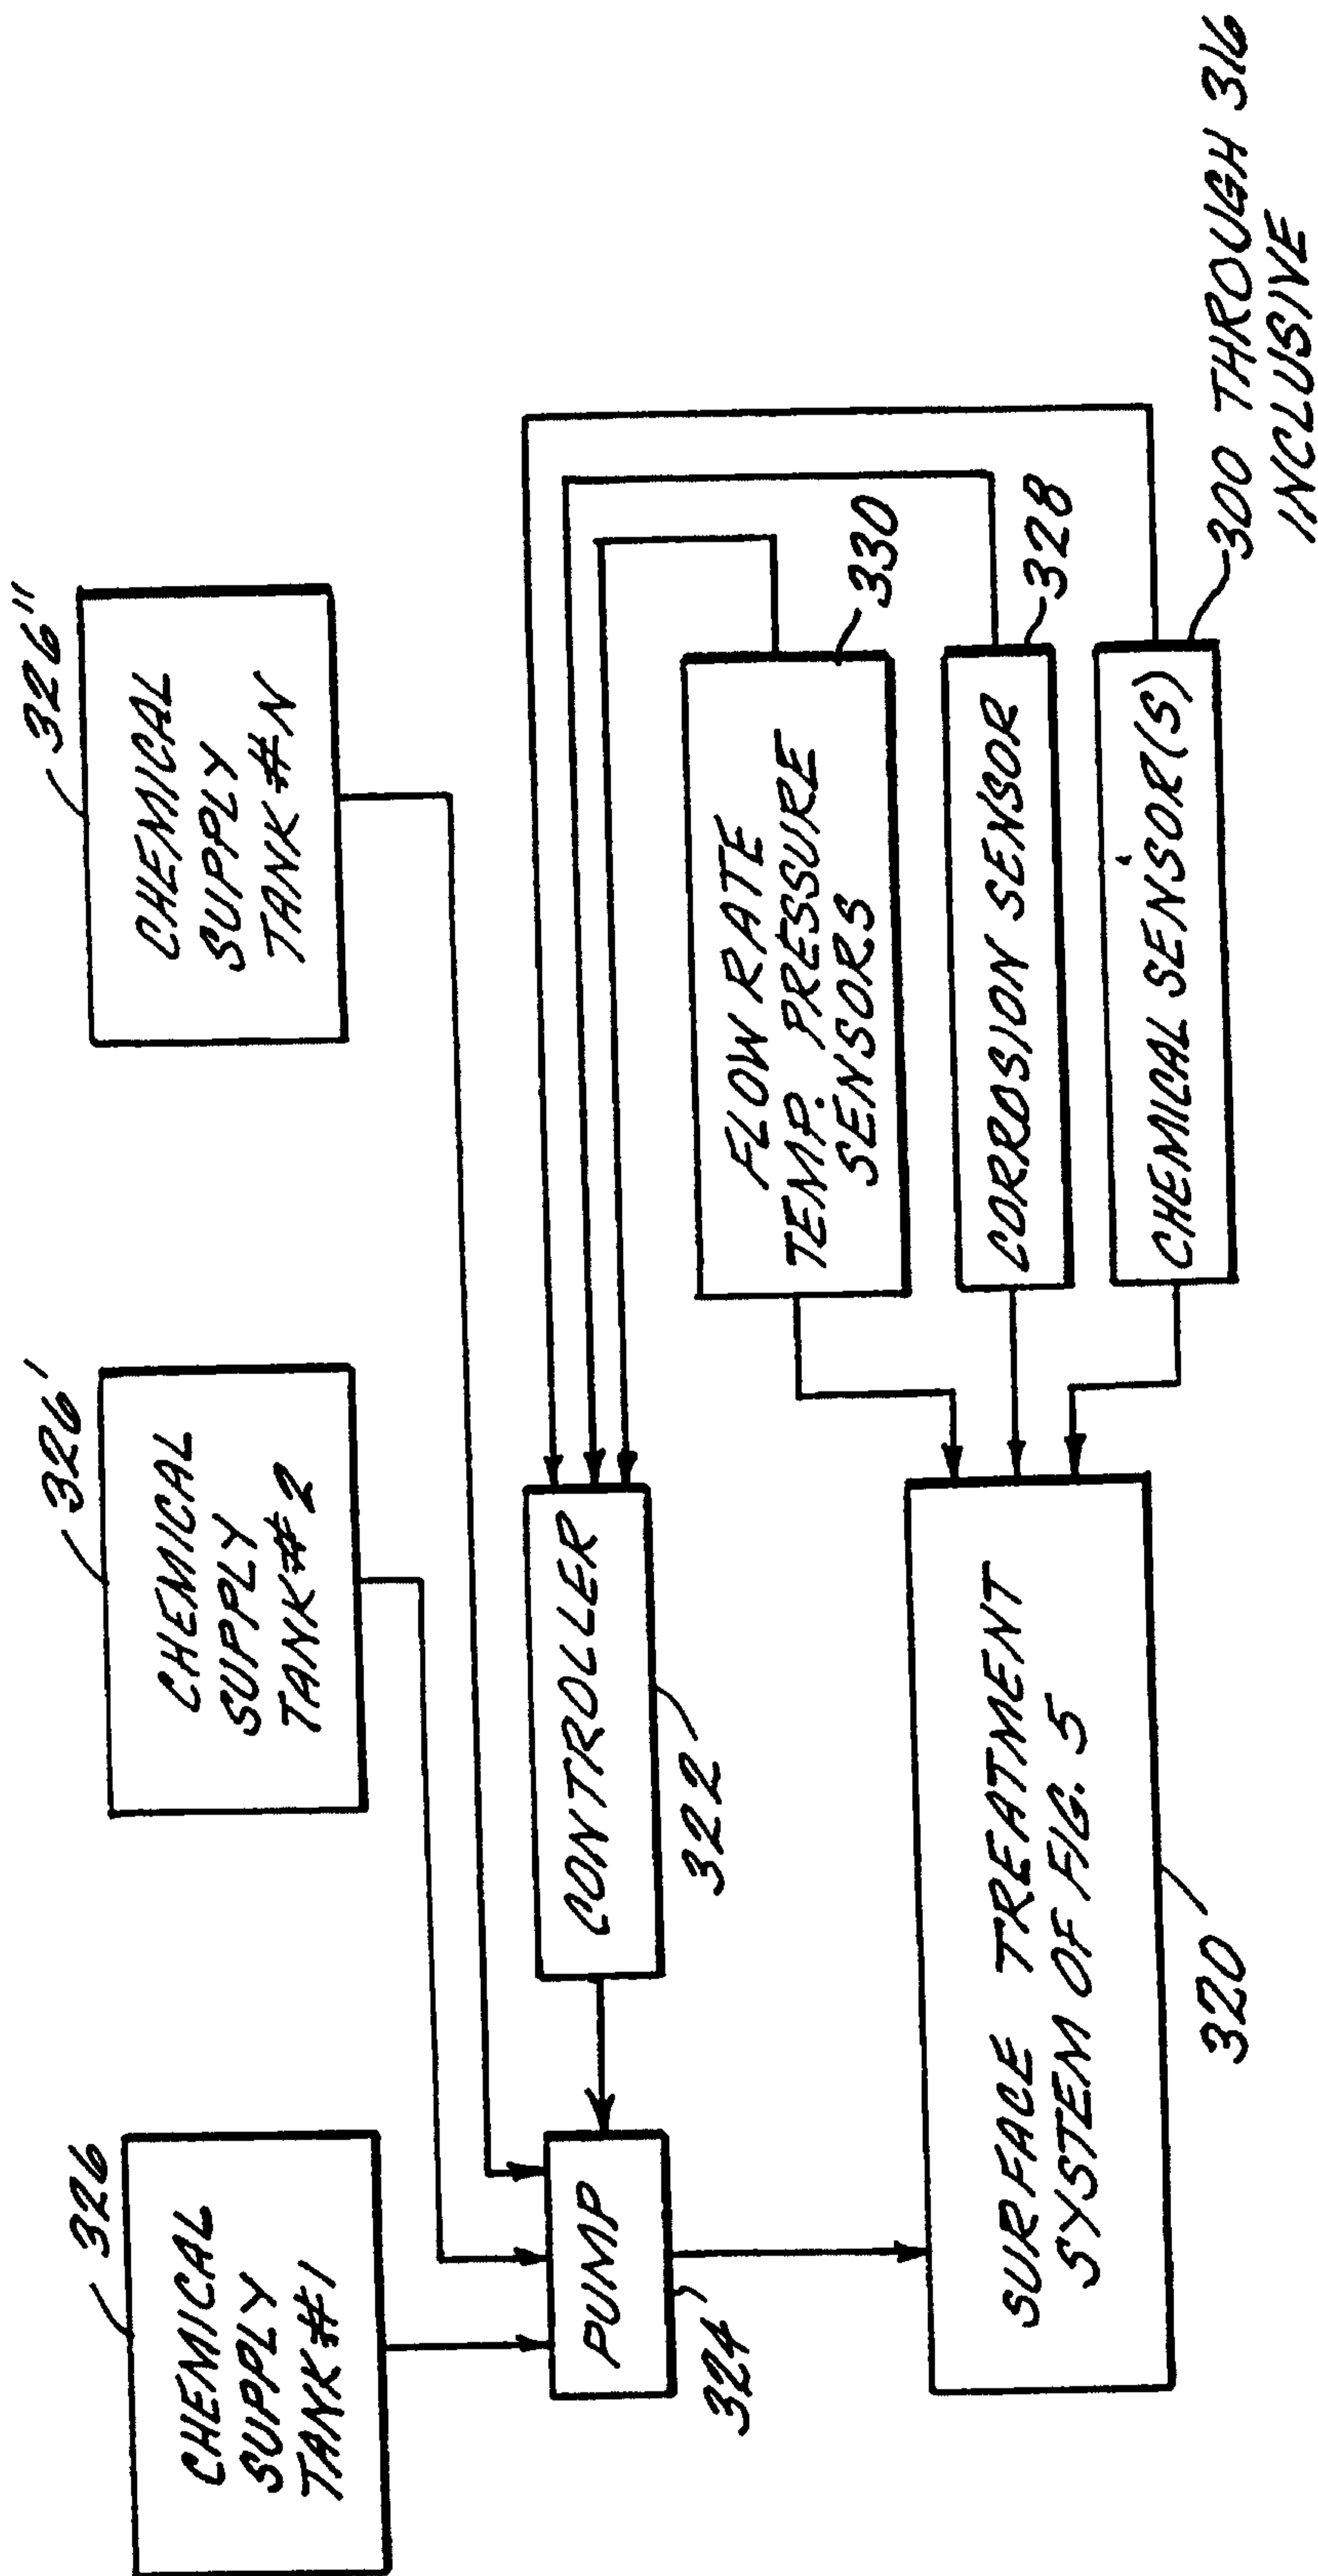 326
CHEMICAL
SUPPLY
TANK #1
326'
CHEMICAL
SUPPLY
TANK #2
326"
CHEMICAL
SUPPLY
TANK #N
PUMP
324
CONTROLLER
322
FLOW RATE
TEMP. PRESSURE
SENSORS
330
CORROSION SENSOR
328
CHEMICAL SENSOR(S)
300 THROUGH 316
INCLUSIVE
SURFACE TREATMENT
SYSTEM OF FIG. 5
320